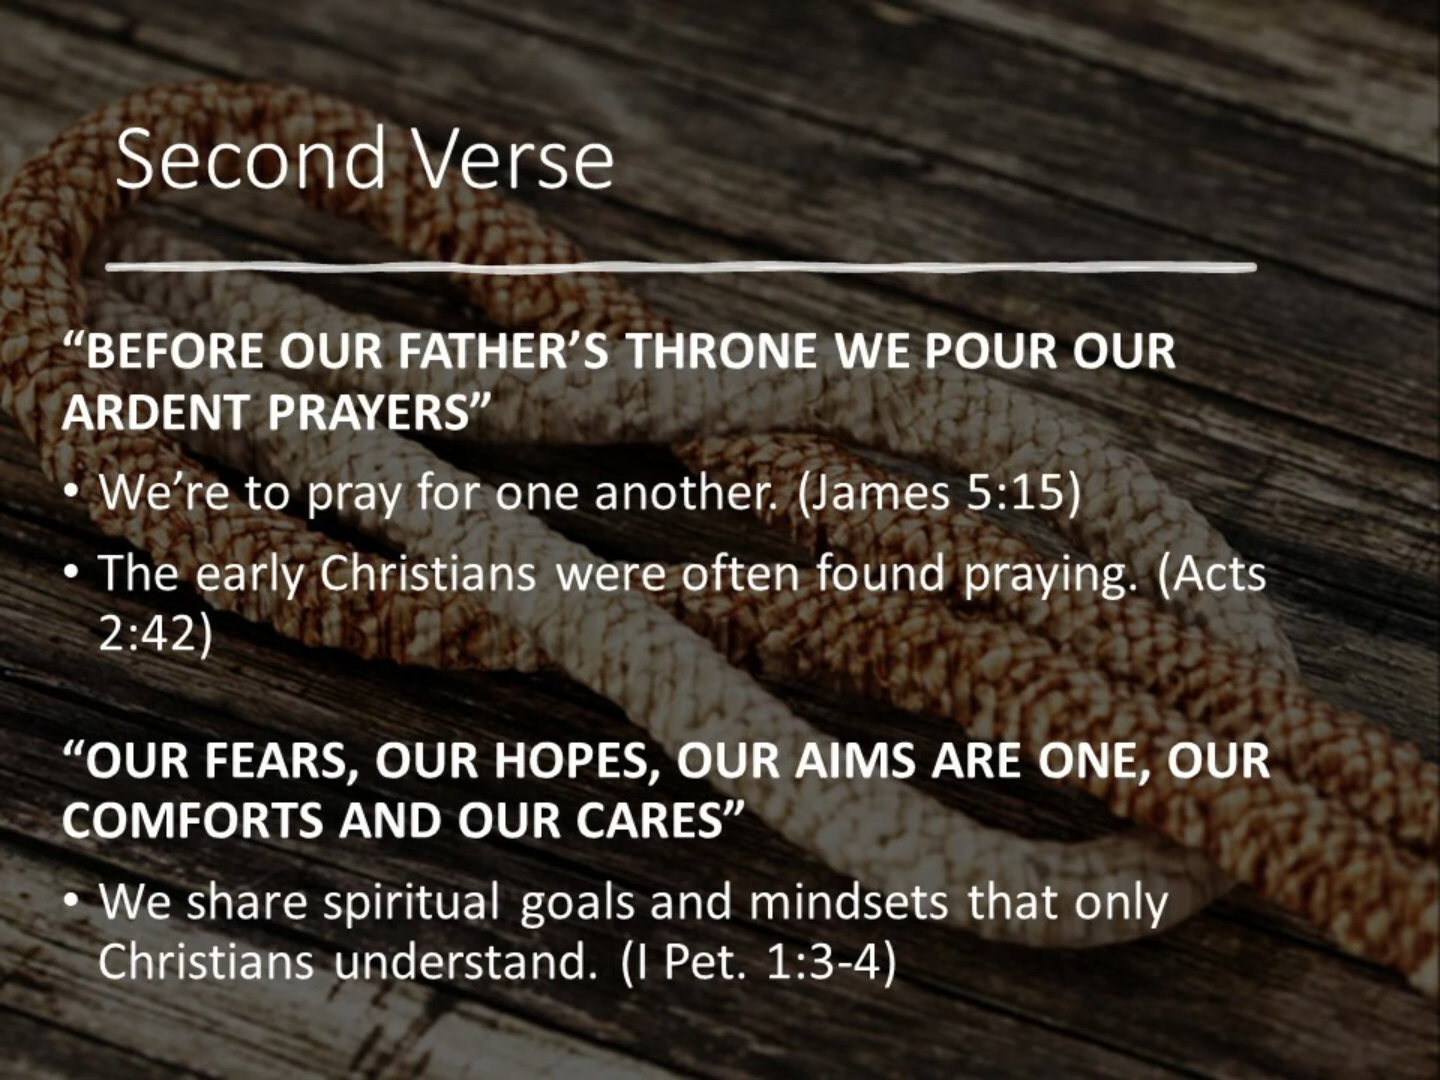 Second Verse
“BEFORE OUR FATHER’S THRONE WE POUR OUR
ARDENT PRAYERS”
• We’re to pray for one another. (James 5:15)
• The early Christians were often found praying. (Acts
2:42)
“OUR FEARS, OUR HOPES, OUR AIMS ARE ONE, OUR
COMFORTS AND OUR CARES”
• We share spiritual goals and mindsets that only
Christians understand. (I Pet. 1:3-4)